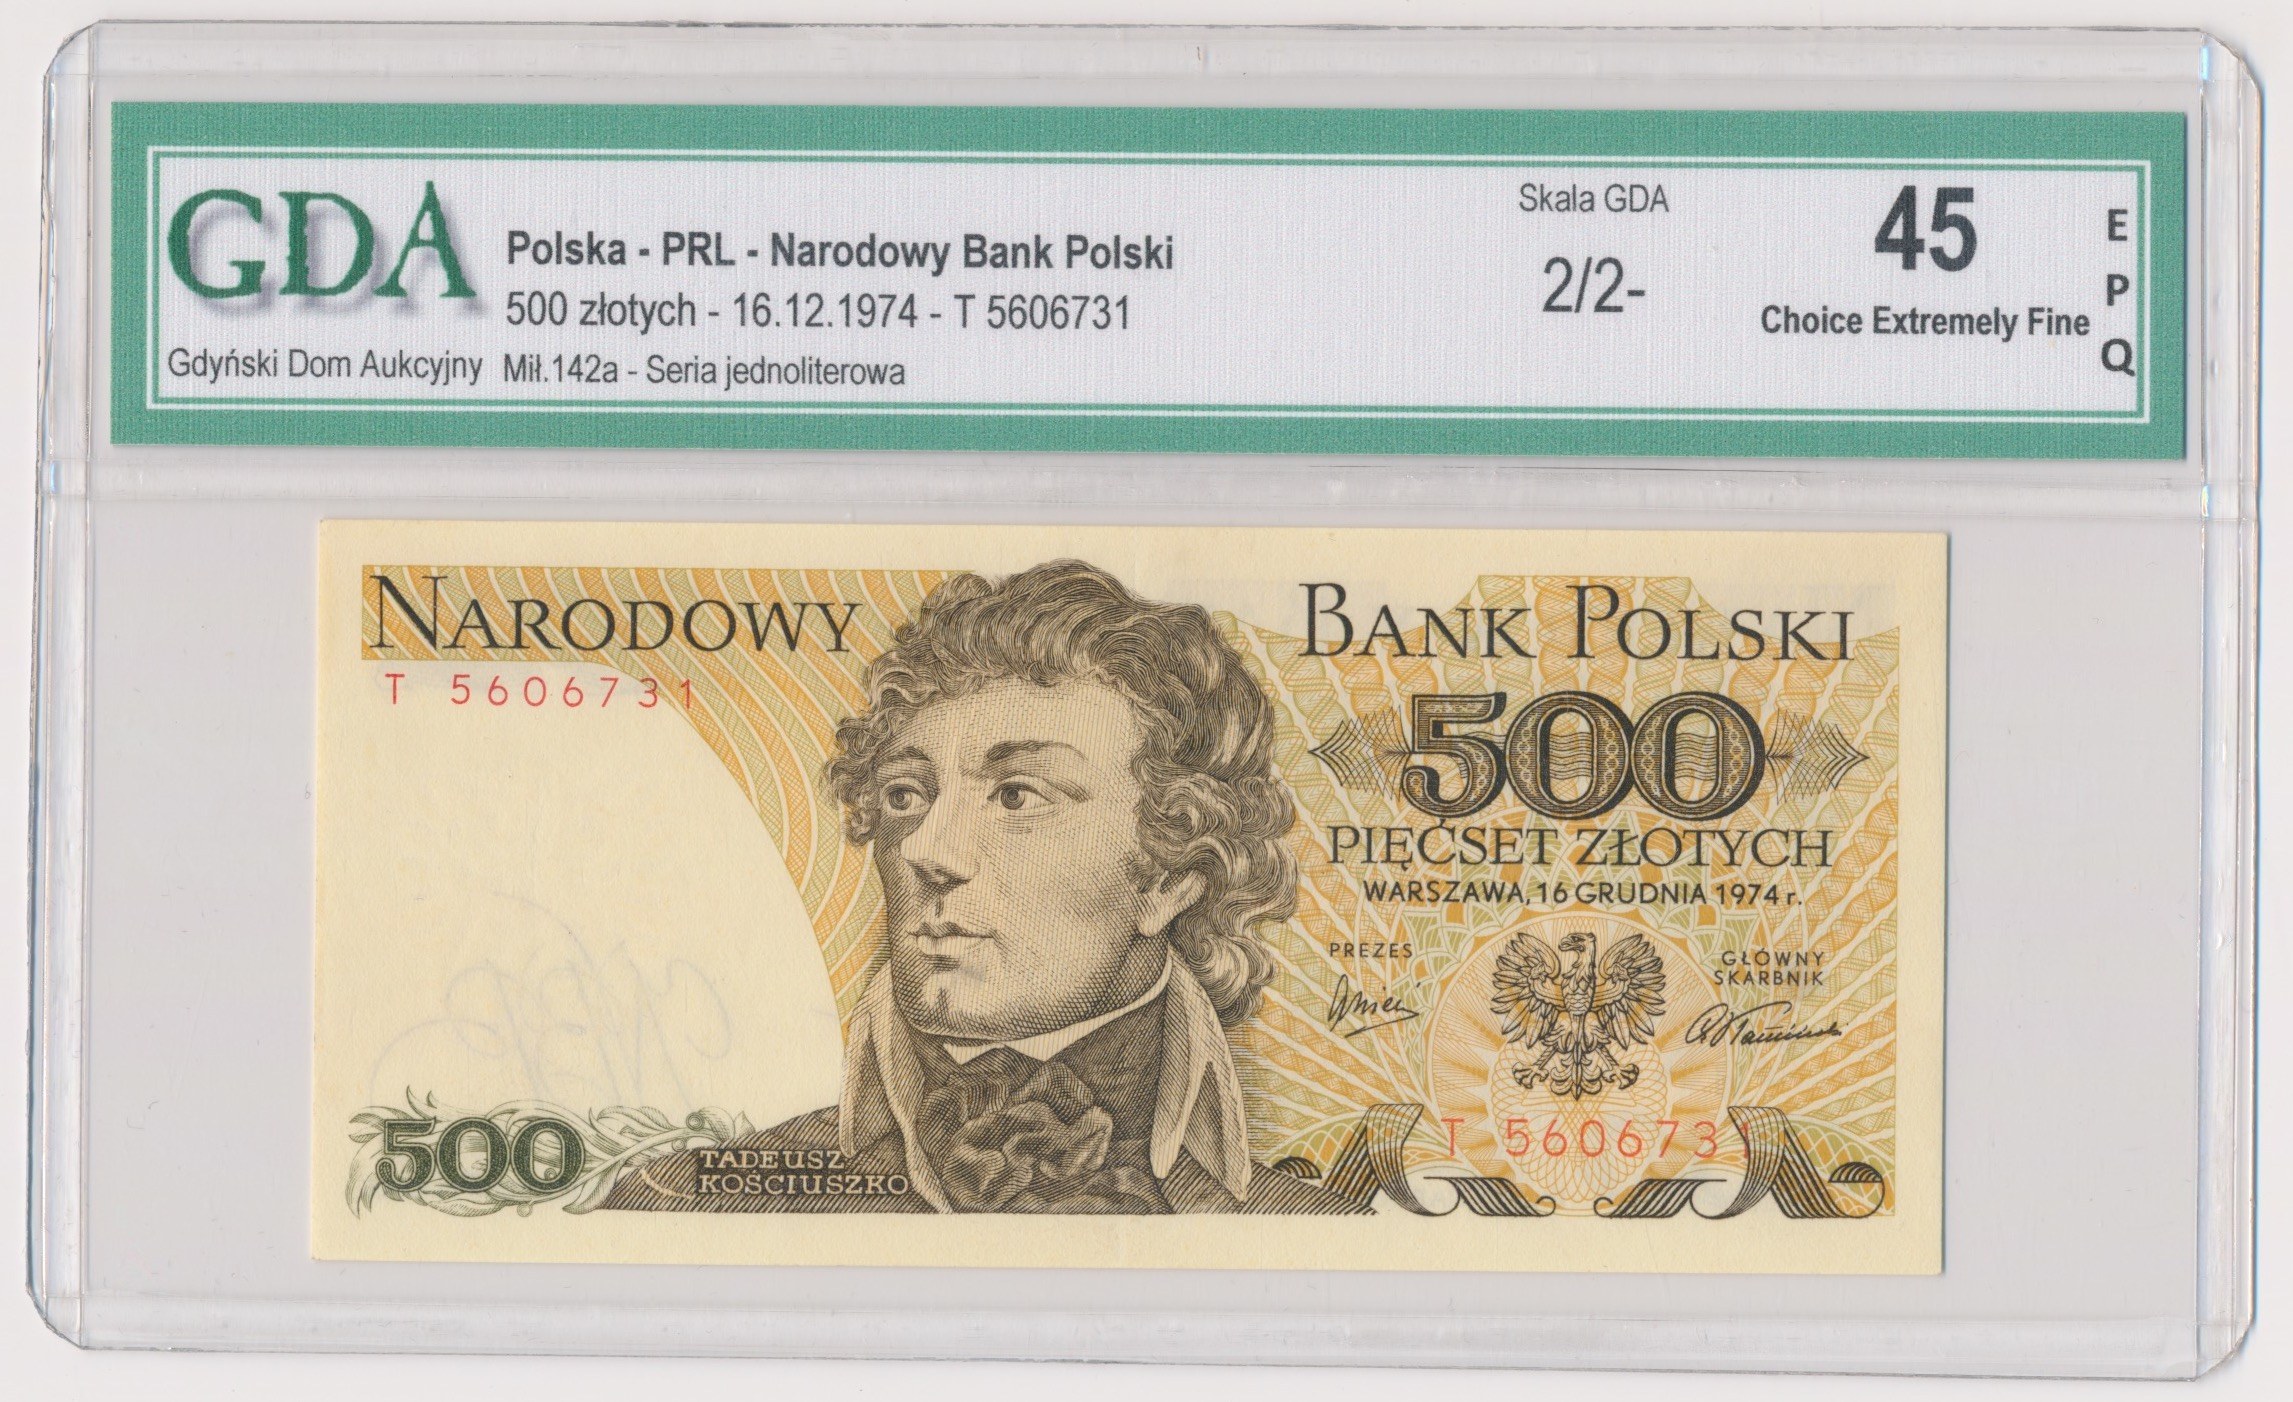 GDA
Gdyński Dom Aukcyjny
Polska - PRL - Narodowy Bank Polski
500 złotych - 16.12.1974 - T 5606731
Mił.142a - Seria jednoliterowa
Skala GDA
2/2-
45
Choice Extremely Fine
EPQ
NARODOWY
BANK POLSKI
T 5606731
500
PIĘĆSET ZŁOTYCH
WARSZAWA, 16 GRUDNIA 1974 r.
PREZES
GŁÓWNY
SKARBNIK
T 5606731
500
TADEUSZ
KOŚCIUSZKO